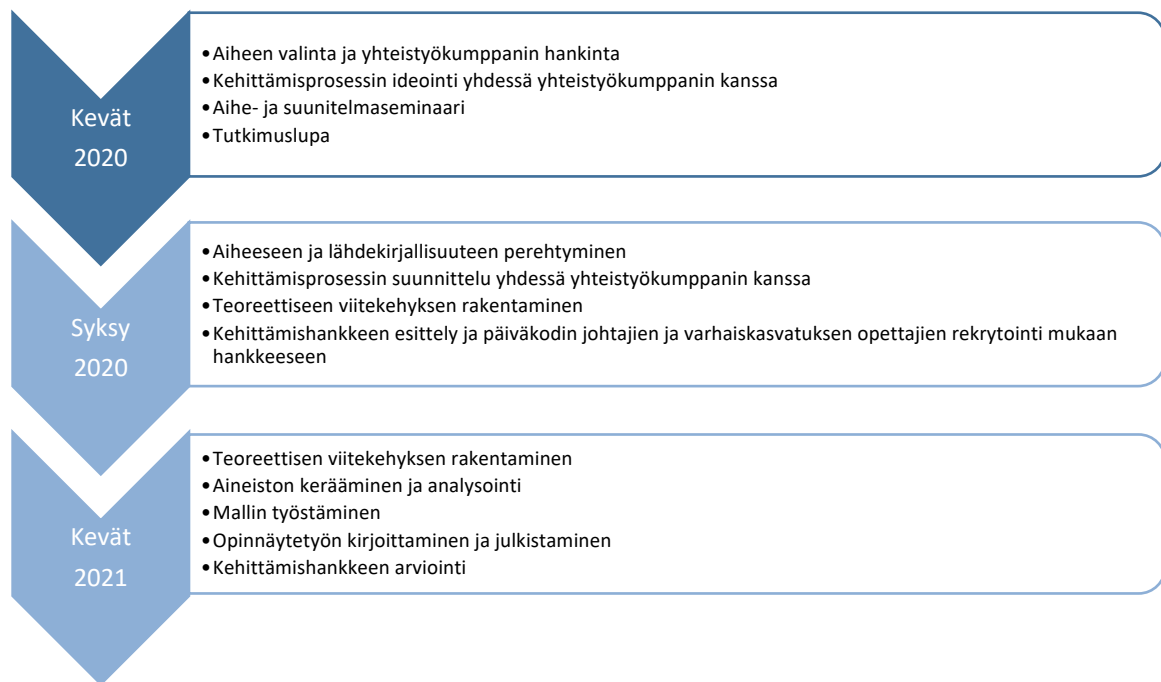 Kevät
2020
•Aiheen valinta ja yhteistyökumppanin hankinta
•Kehittämisprosessin ideointi yhdessä yhteistyökumppanin kanssa
•Aihe- ja suunitelmaseminaari
•Tutkimuslupa
Syksy
2020
•Aiheeseen ja lähdekirjallisuuteen perehtyminen
•Kehittämisprosessin suunnittelu yhdessä yhteistyökumppanin kanssa
•Teoreettiseen viitekehyksen rakentaminen
•Kehittämishankkeen esittely ja päiväkodin johtajien ja varhaiskasvatuksen opettajien rekrytointi mukaan
hankkeeseen
Kevät
2021
•Teoreettisen viitekehyksen rakentaminen
•Aineiston kerääminen ja analysointi
•Mallin työstäminen
•Opinnäytetyön kirjoittaminen ja julkistaminen
•Kehittämishankkeen arviointi